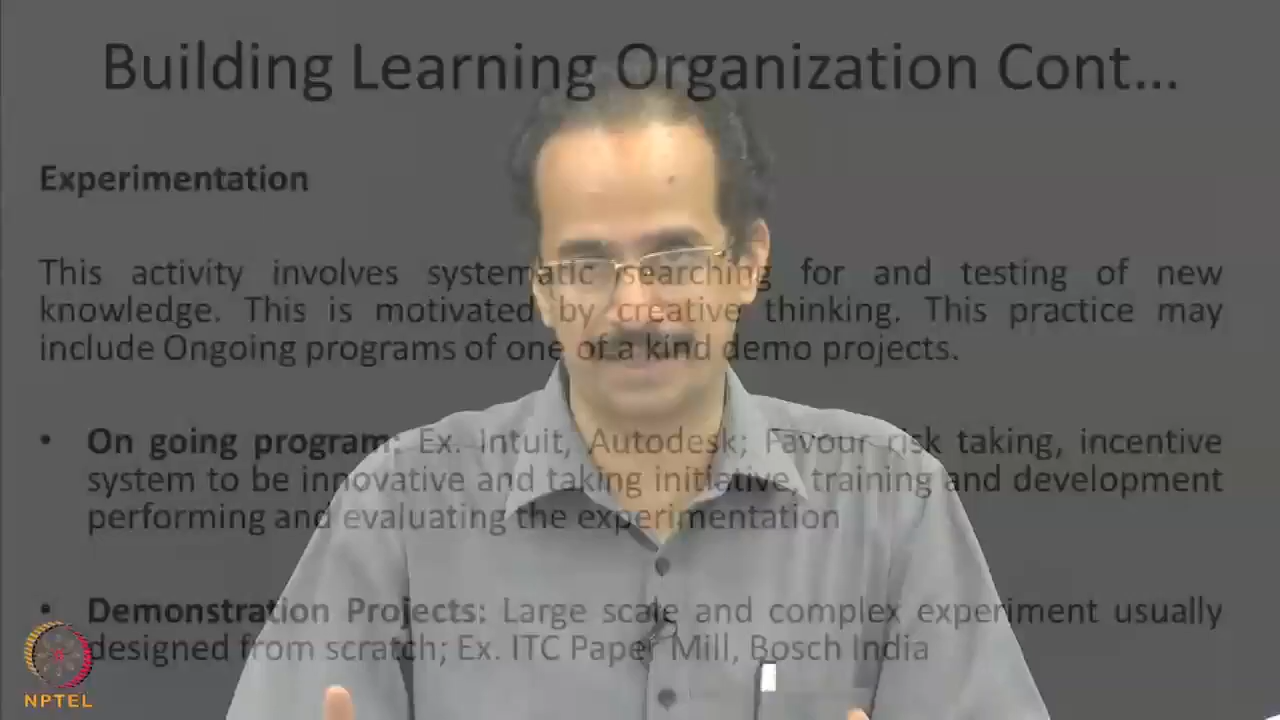 Building Learning Organization Cont...
Experimentation
This activity involves systematic searching for and testing of new
knowledge. This is motivated by creative thinking. This practice may
include Ongoing programs of one of a kind demo projects.
• On going program: Ex. Intuit, Autodesk; Favour risk taking, incentive
system to be innovative and taking initiative, training and development
performing and evaluating the experimentation
• Demonstration Projects: Large scale and complex experiment usually
designed from scratch; Ex. ITC Paper Mill, Bosch India
NPTEL